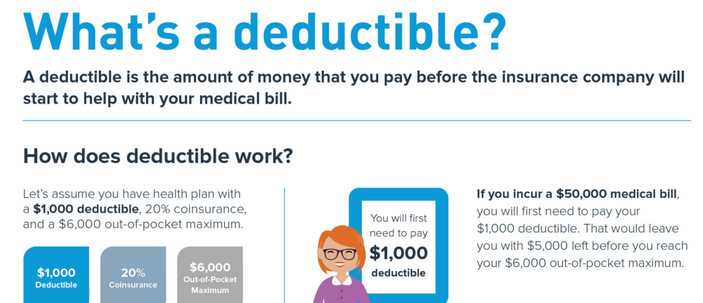 What's a deductible?
A deductible is the amount of money that you pay before the insurance company will
start to help with your medical bill.
How does deductible work?
Let's assume you have health plan with
a $1,000 deductible, 20% coinsurance,
and a $6,000 out-of-pocket maximum.
$1,000
Deductible
20%
Coinsurance
$6,000
Out-of-Pocket
Maximum
You will first
need to pay
$1,000
deductible
If you incur a $50,000 medical bill,
you will first need to pay your
$1,000 deductible. That would leave
you with $5,000 left before you reach
your $6,000 out-of-pocket maximum.